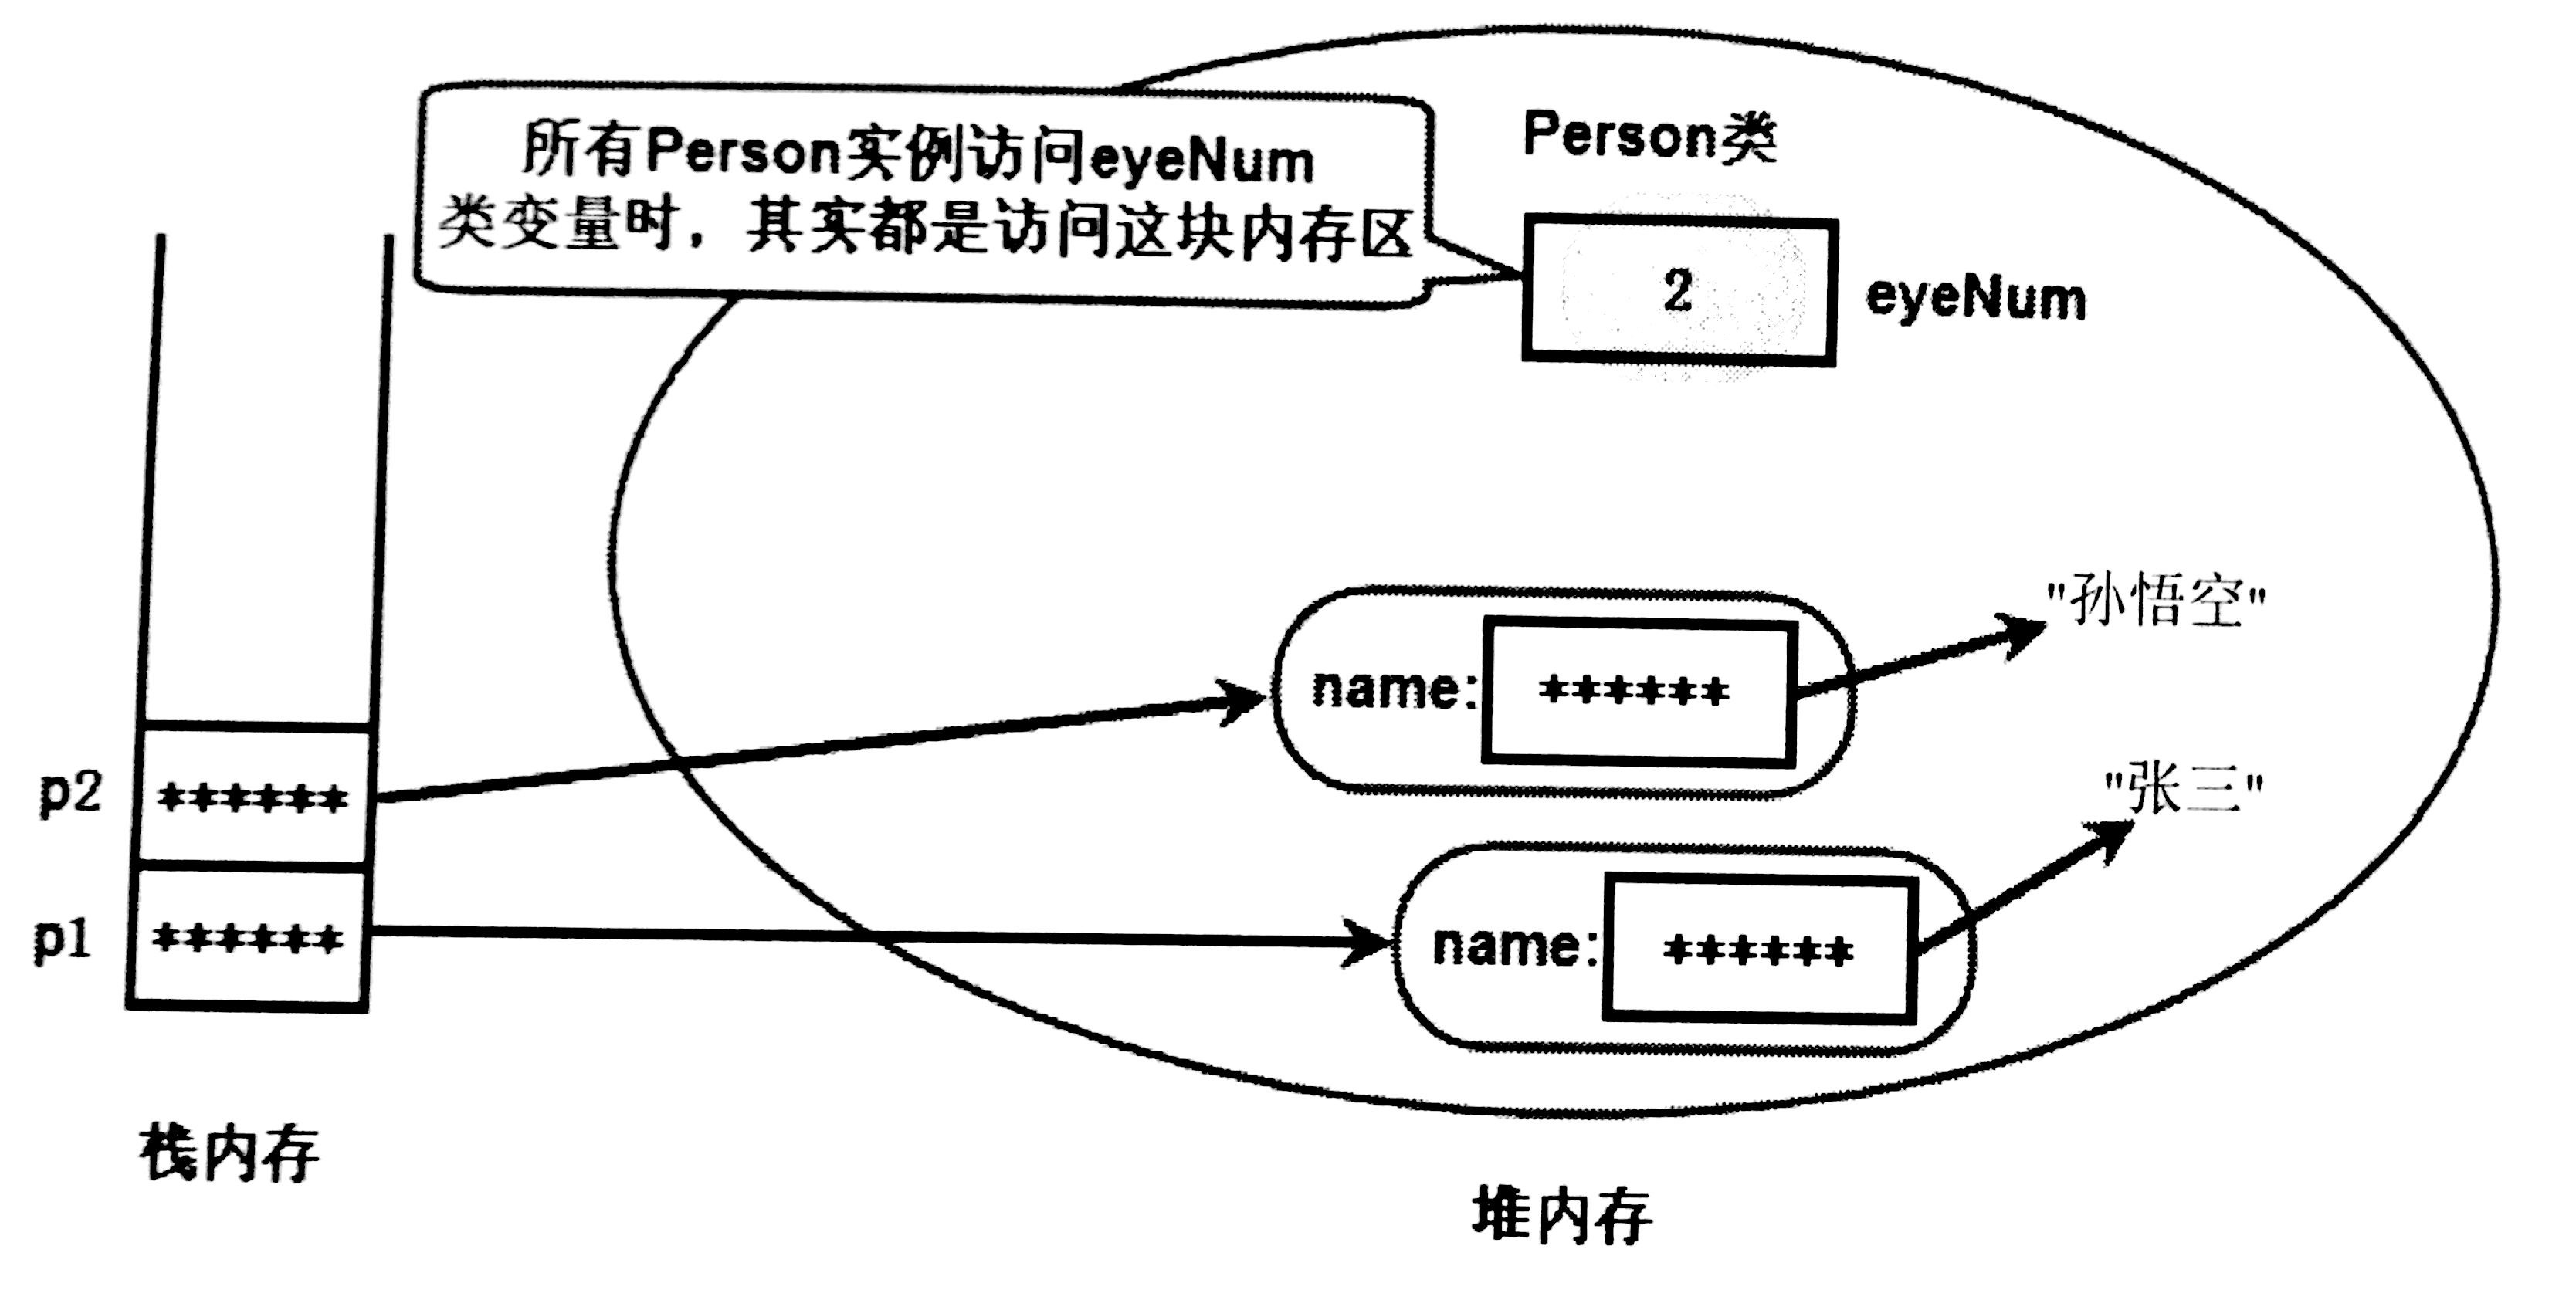 所有Person实例访问eyeNum
类变量时，其实都是访问这块内存区
Person类
2
eyeNum
"孙悟空"
name:
******
p2
******
"张三"
name:
******
p1
******
栈内存
堆内存